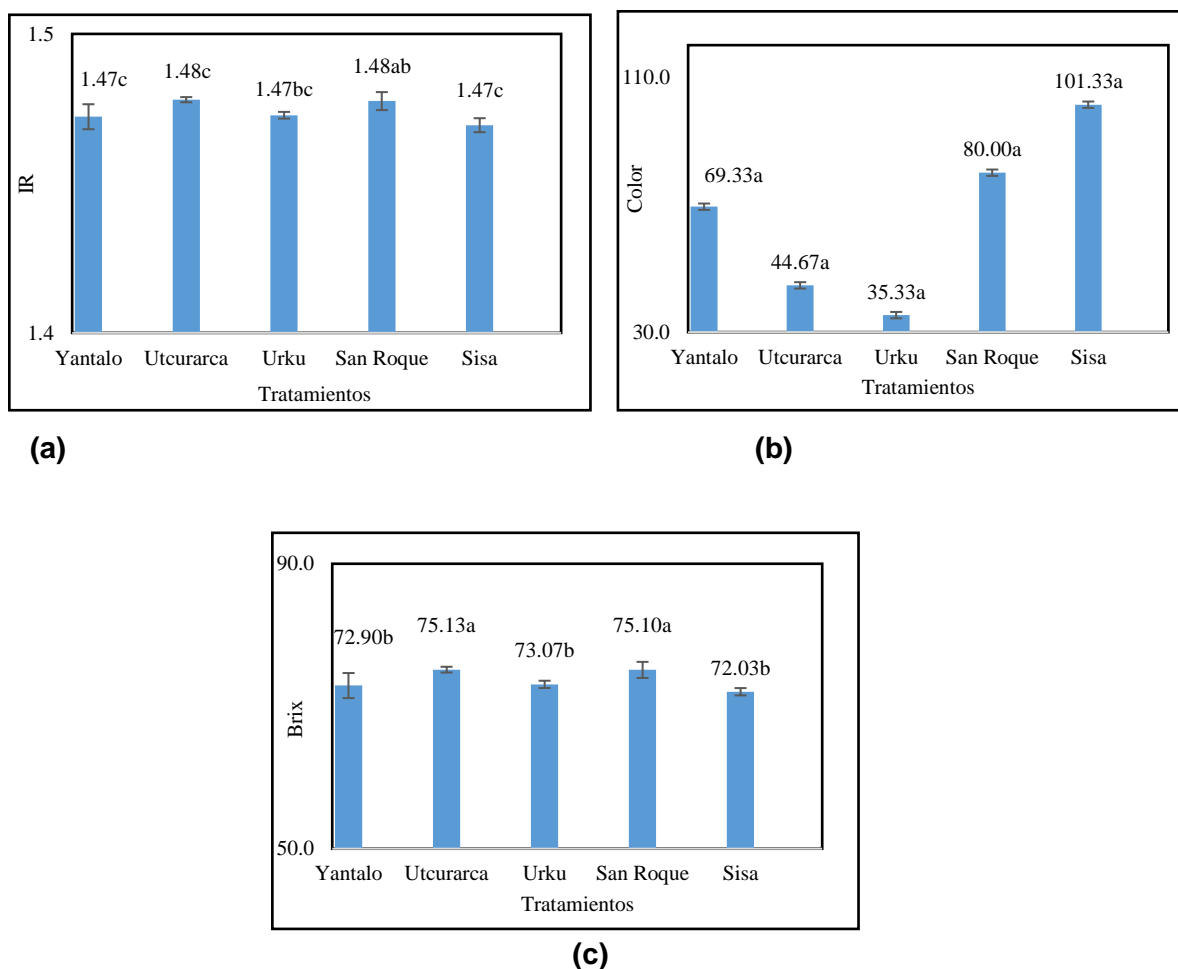 1.5
1.47c 1.48c 1.47bc 1.48ab 1.47c
IR
1.4
Yantalo Utcurarca Urku San Roque Sisa
Tratamientos
(a)
110.0
69.33a 44.67a 35.33a 80.00a 101.33a
Color
30.0
Yantalo Utcurarca Urku San Roque Sisa
Tratamientos
(b)
90.0
72.90b 75.13a 73.07b 75.10a 72.03b
Brix
50.0
Yantalo Utcurarca Urku San Roque Sisa
Tratamientos
(c)